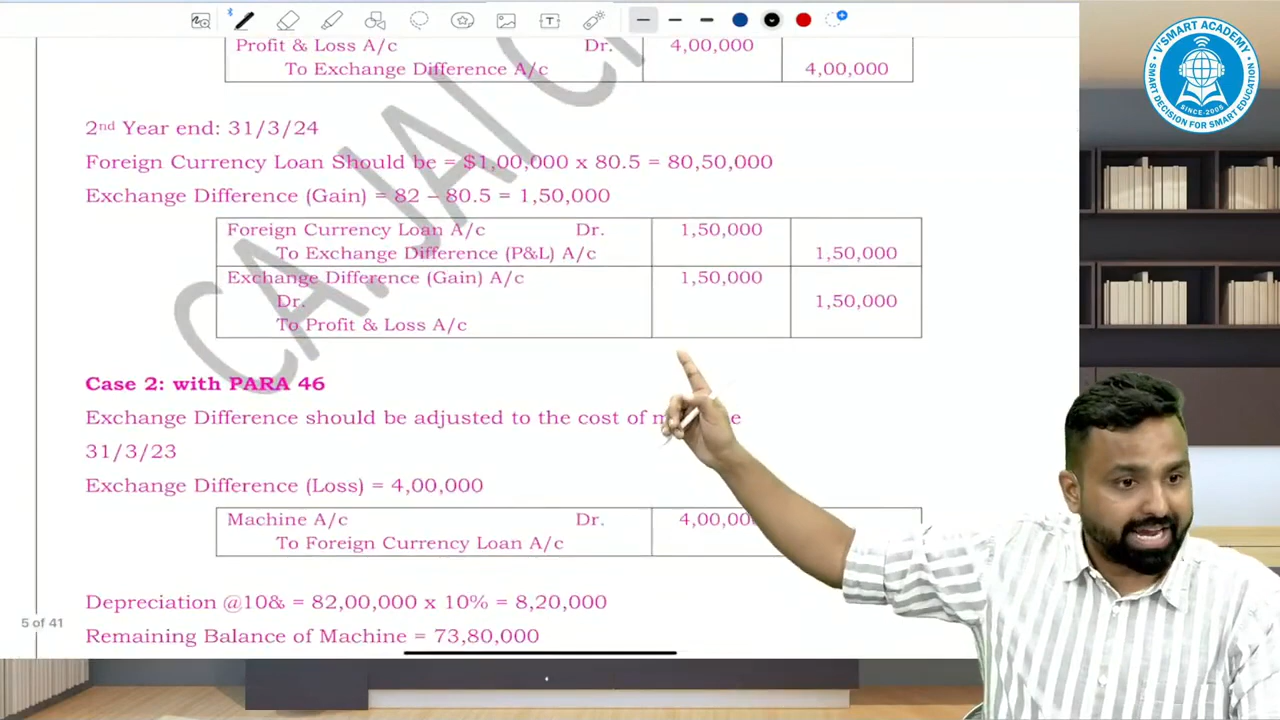 V'SMART ACADEMY
SMART DECISION FOR SMART EDUCATION
SINCE-2005
Profit & Loss A/c Dr. 4,00,000
To Exchange Difference A/c 4,00,000
2nd Year end: 31/3/24
Foreign Currency Loan Should be = $1,00,000 x 80.5 = 80,50,000
Exchange Difference (Gain) = 82 – 80.5 = 1,50,000
Foreign Currency Loan A/c Dr. 1,50,000
To Exchange Difference (P&L) A/c 1,50,000
Exchange Difference (Gain) A/c 1,50,000
Dr. 1,50,000
To Profit & Loss A/c
Case 2: with PARA 46
Exchange Difference should be adjusted to the cost of
31/3/23
Exchange Difference (Loss) = 4,00,000
Machine A/c Dr. 4,00,00
To Foreign Currency Loan A/c
Depreciation @10& = 82,00,000 x 10% = 8,20,000
5 of 41
Remaining Balance of Machine = 73,80,000
CA JAI